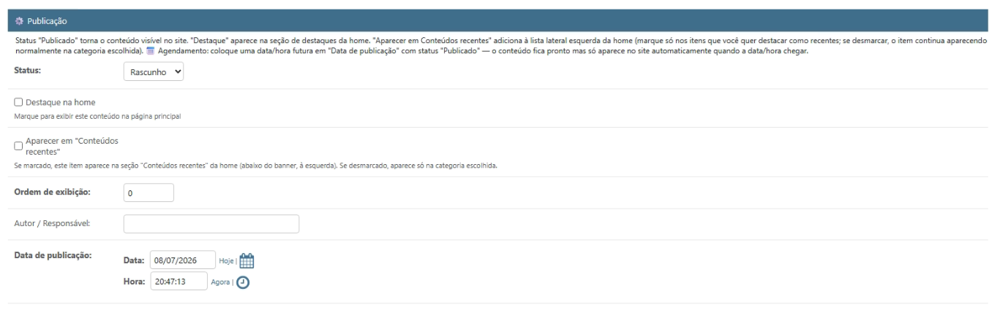 Publicação
Status "Publicado" torna o conteúdo visível no site. "Destaque" aparece na seção de destaques da home. "Aparecer em Conteúdos recentes" adiciona à lista lateral esquerda da home (marque só nos itens que você quer destacar como recentes; se desmarcar, o item continua aparecendo
normalmente na categoria escolhida). Agendamento: coloque uma data/hora futura em "Data de publicação" com status "Publicado" — o conteúdo fica pronto mas só aparece no site automaticamente quando a data/hora chegar.
Status: Rascunho
Destaque na home
Marque para exibir este conteúdo na página principal
Aparecer em "Conteúdos
recentes"
Se marcado, este item aparece na seção "Conteúdos recentes" da home (abaixo do banner, à esquerda). Se desmarcado, aparece só na categoria escolhida.
Ordem de exibição: 0
Autor / Responsável:
Data de publicação: Data: 08/07/2026 Hoje |
Hora: 20:47:13 Agora |